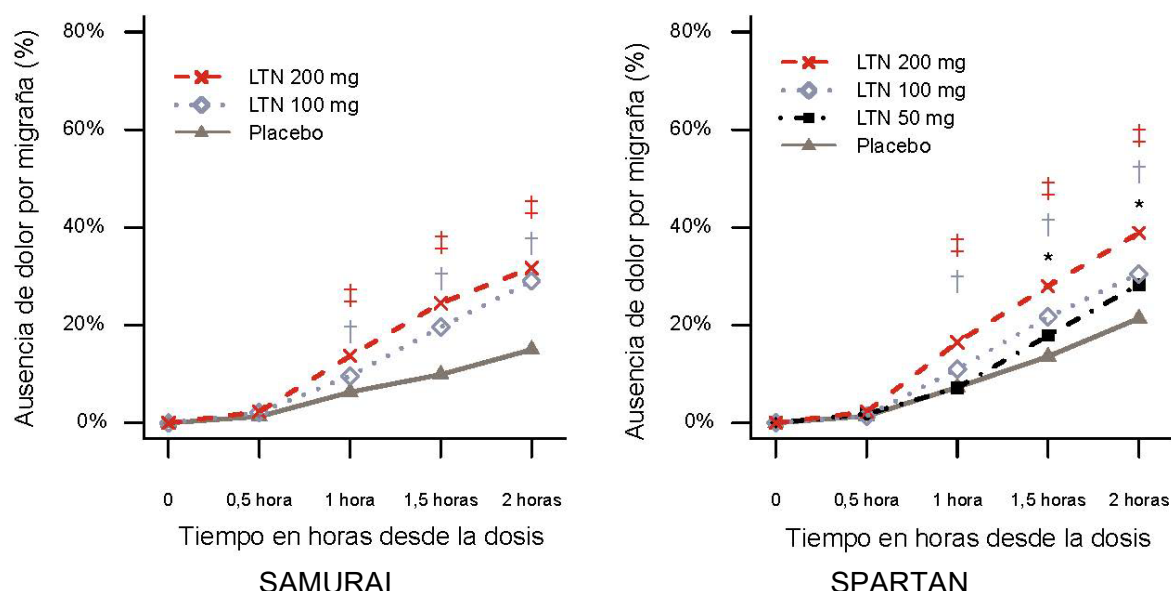 Ausencia de dolor por migraña (%)
80%
60%
40%
20%
0%
LTN 200 mg
LTN 100 mg
Placebo
‡
†
‡
†
‡
†
0
0,5 hora
1 hora
1,5 horas
2 horas
Tiempo en horas desde la dosis
SAMURAI
Ausencia de dolor por migraña (%)
80%
60%
40%
20%
0%
LTN 200 mg
LTN 100 mg
LTN 50 mg
Placebo
‡
†
‡
†
*
‡
†
*
0
0,5 hora
1 hora
1,5 horas
2 horas
Tiempo en horas desde la dosis
SPARTAN